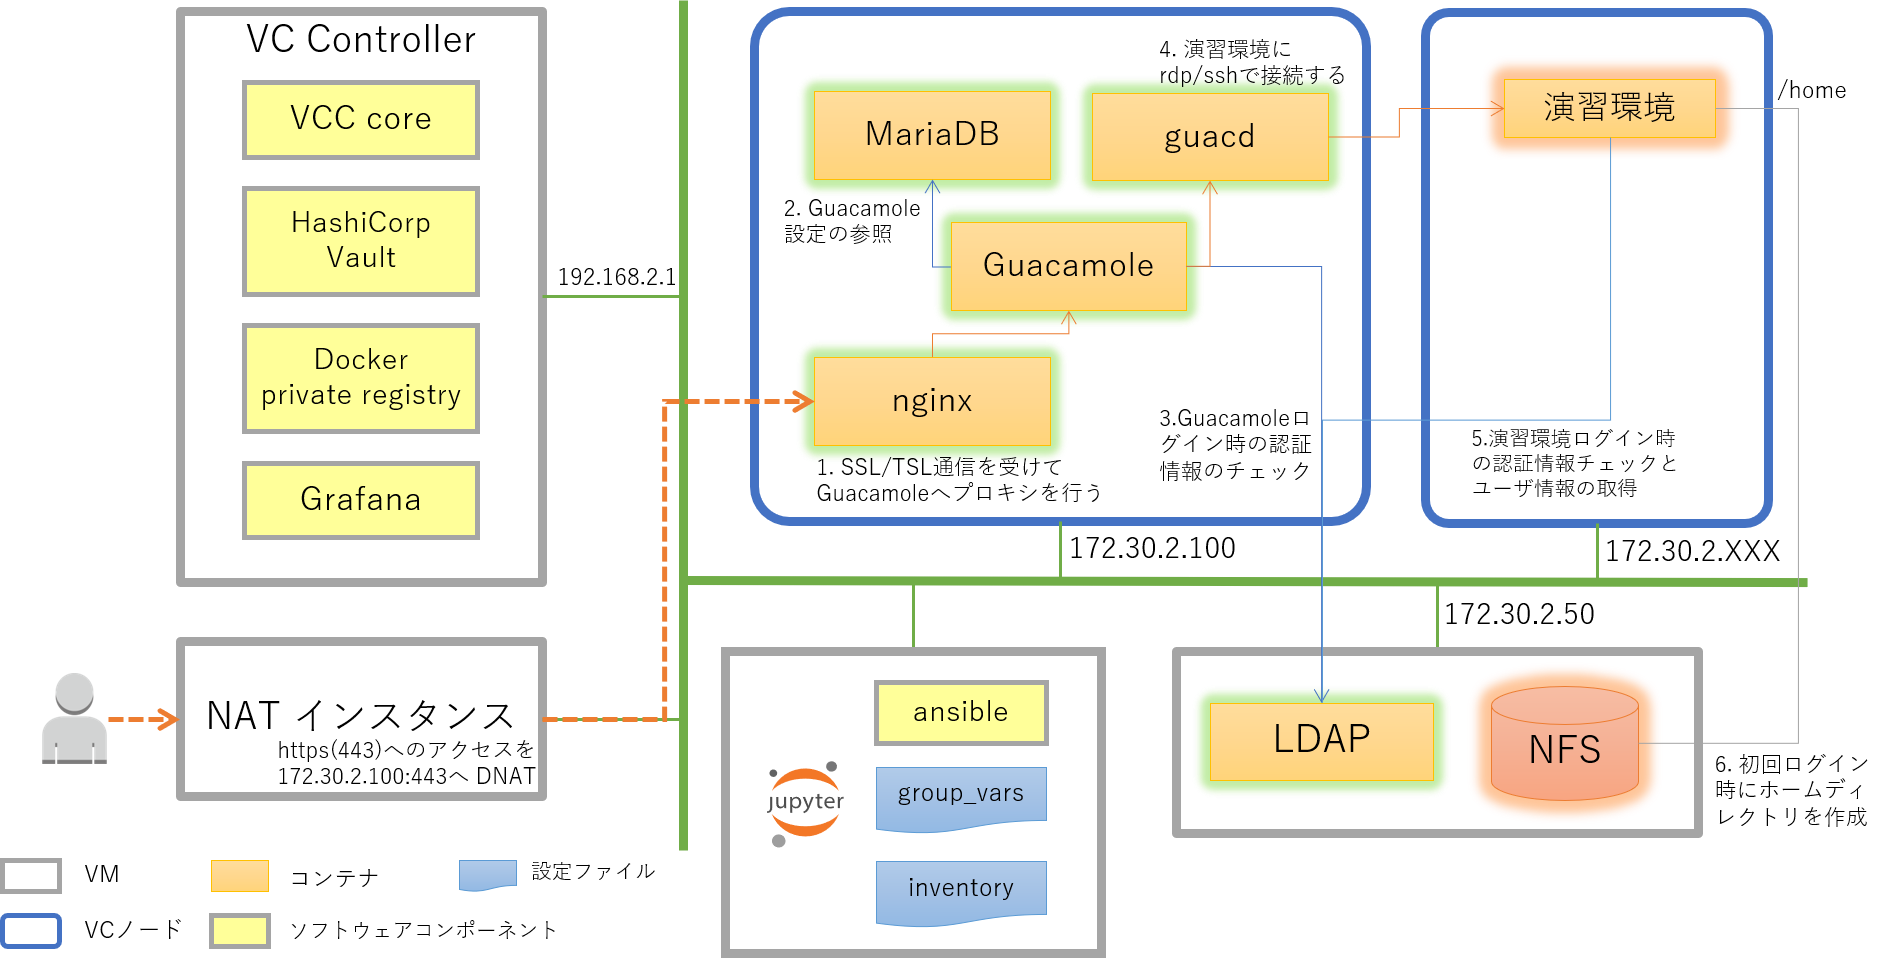 VC Controller
VCC core
HashiCorp
Vault
Docker
private registry
Grafana
192.168.2.1
NAT インスタンス
https(443)へのアクセスを
172.30.2.100:443へ DNAT
MariaDB
4. 演習環境に
rdp/sshで接続する
guacd
2. Guacamole
設定の参照
Guacamole
nginx
1. SSL/TSL通信を受けて
Guacamoleへプロキシを行う
3.Guacamoleロ
グイン時の認証
情報のチェック
172.30.2.100
演習環境
/home
5.演習環境ログイン時
の認証情報チェックと
ユーザ情報の取得
172.30.2.XXX
172.30.2.50
ansible
jupyter
group_vars
inventory
LDAP
NFS
6. 初回ログイン
時にホームディ
レクトリを作成
VM
コンテナ
設定ファイル
VCノード
ソフトウェアコンポーネント